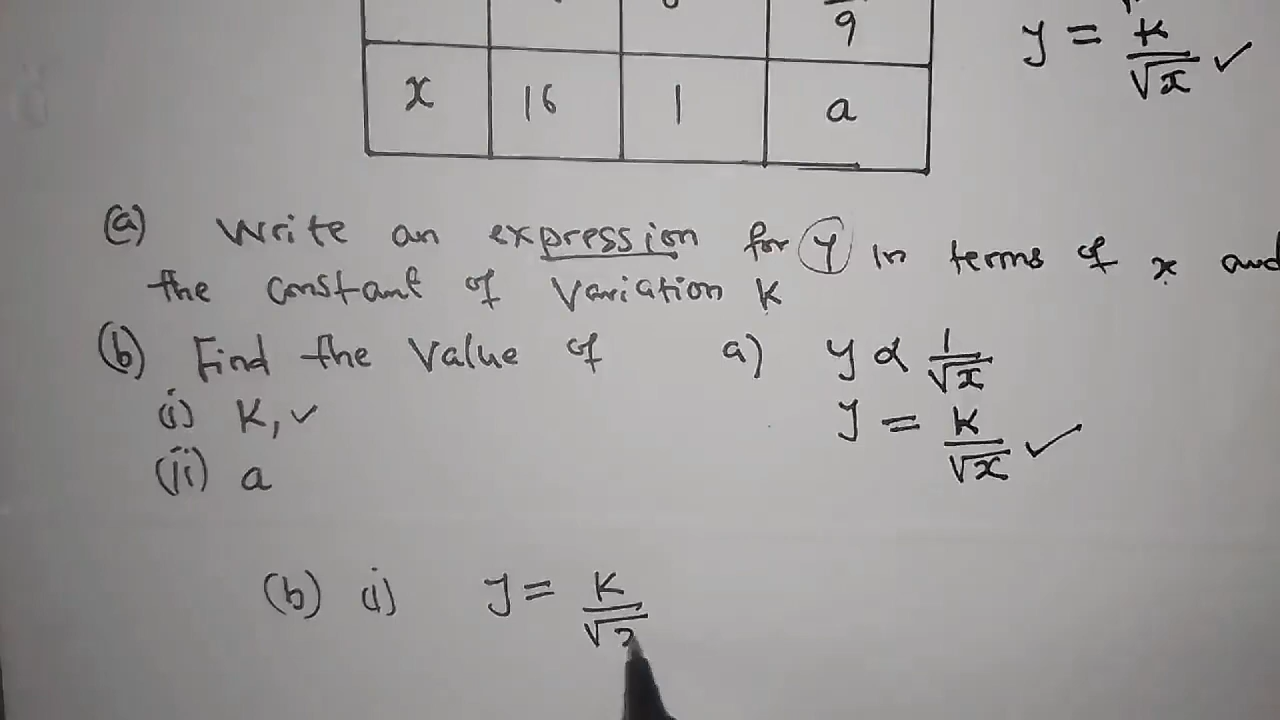 9
y = K/√x ✓
x 16 1 a
(a) Write an expression for y in terms of x and
the constant of variation K
(b) Find the value of
(i) K, ✓
(ii) a
a) y ∝ 1/√x
y = K/√x ✓
(b) (i) y = K/√x